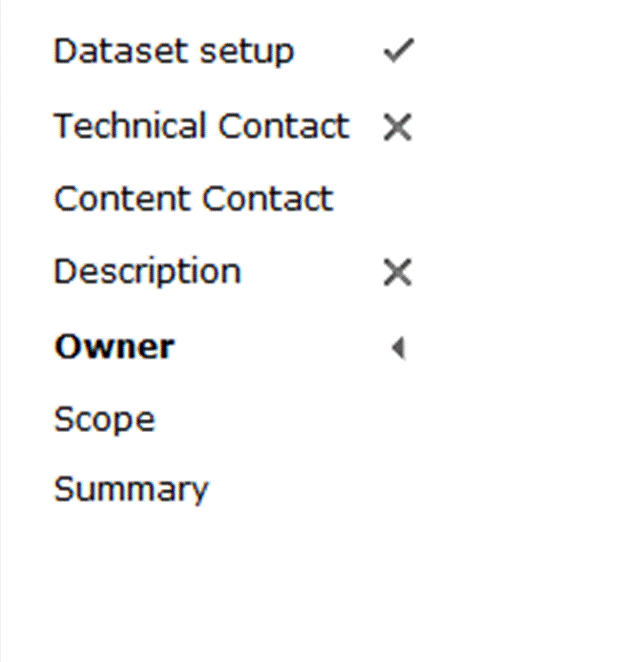 Dataset setup
Technical Contact
Content Contact
Description
Owner
Scope
Summary